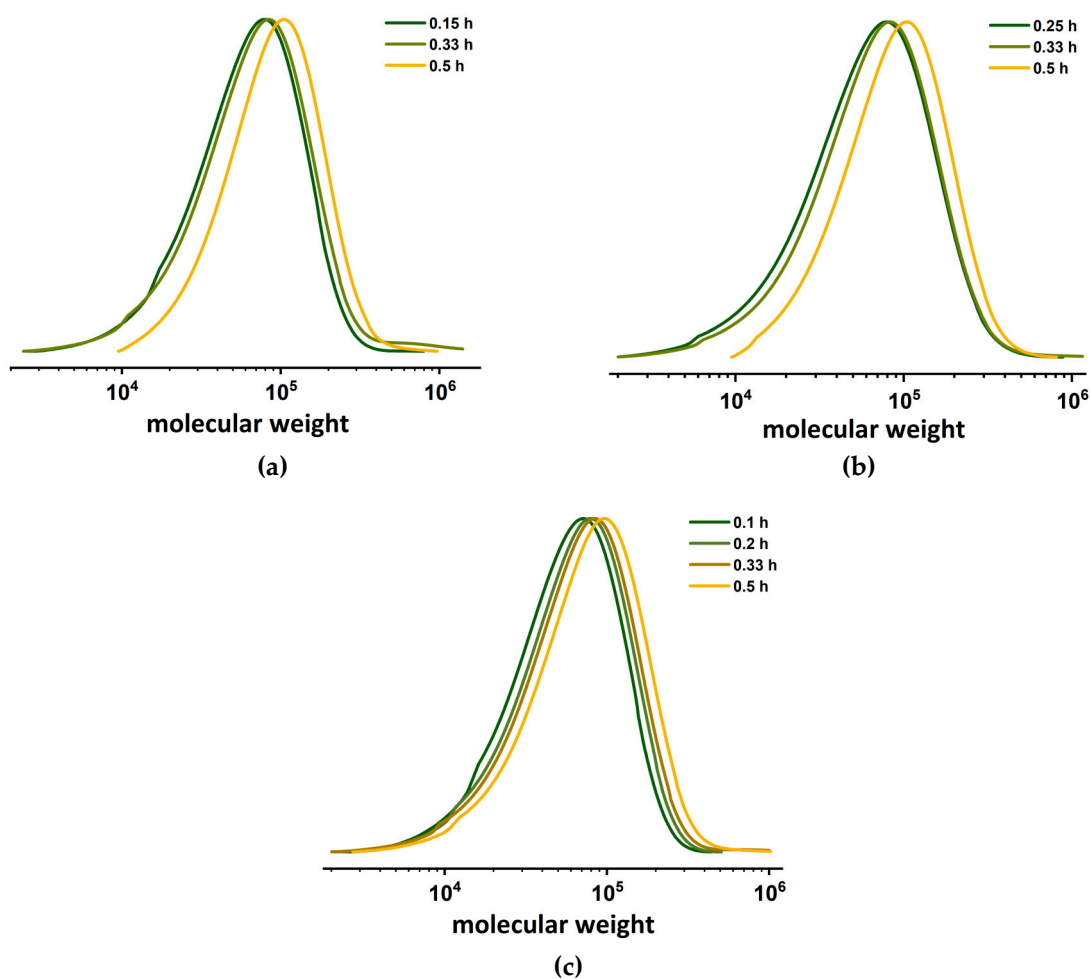 0.15 h
0.33 h
0.5 h
10⁴ 10⁵ 10⁶
molecular weight
(a)
0.25 h
0.33 h
0.5 h
10⁴ 10⁵ 10⁶
molecular weight
(b)
0.1 h
0.2 h
0.33 h
0.5 h
10⁴ 10⁵ 10⁶
molecular weight
(c)